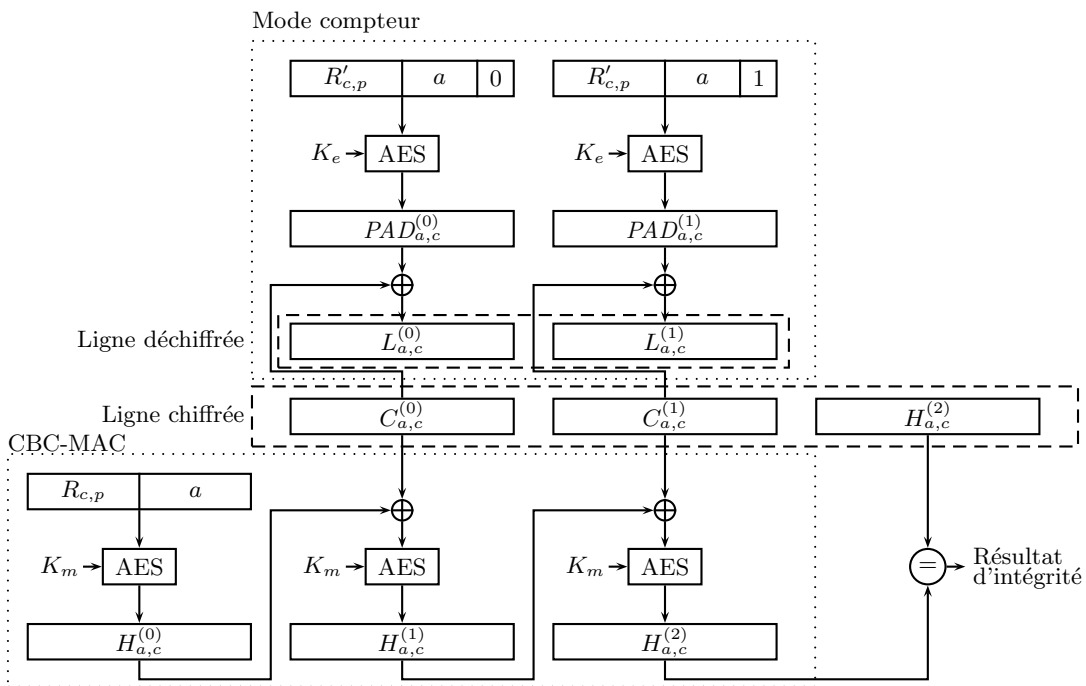 Mode compteur
R′c,p a 0 R′c,p a 1
Ke AES Ke AES
PAD(0)a,c PAD(1)a,c
Ligne déchiffrée L(0)a,c L(1)a,c
Ligne chiffrée C(0)a,c C(1)a,c H(2)a,c
CBC-MAC
Rc,p a
Km AES Km AES Km AES = Résultat
d'intégrité
H(0)a,c H(1)a,c H(2)a,c